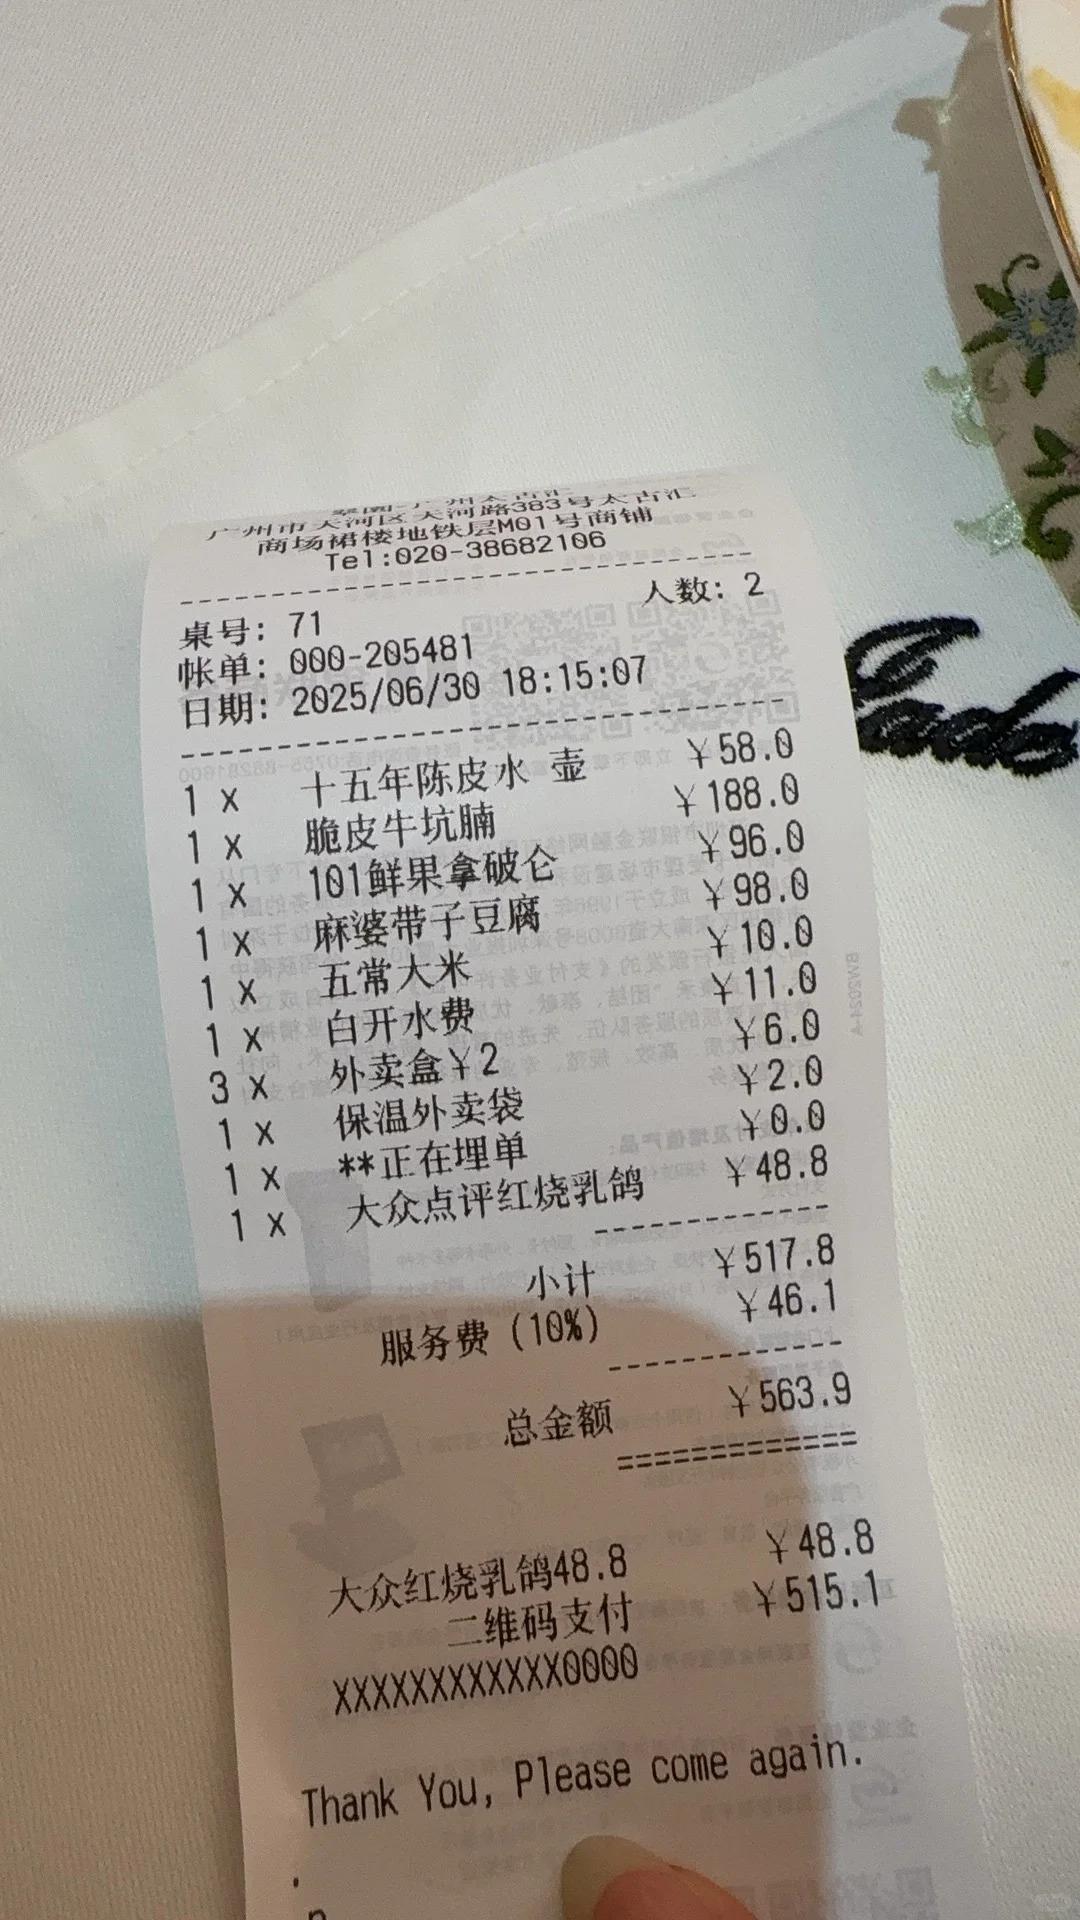 广州市天河区天河路383号太古汇
商场裙楼地铁层M01号商铺
Tel:020-38682106
人数: 2
桌号: 71
帐单: 000-205481
日期: 2025/06/30 18:15:07
1 x 十五年陈皮水 壶 ¥58.0
1 x 脆皮牛坑腩 ¥188.0
1 x 101鲜果拿破仑 ¥96.0
1 x 麻婆带子豆腐 ¥98.0
1 x 五常大米 ¥10.0
1 x 白开水费 ¥11.0
3 x 外卖盒¥2 ¥6.0
1 x 保温外卖袋 ¥2.0
1 x **正在埋单 ¥0.0
1 x 大众点评红烧乳鸽 ¥48.8
小计 ¥517.8
服务费 (10%) ¥46.1
总金额 ¥563.9
=============
大众红烧乳鸽48.8 ¥48.8
二维码支付 ¥515.1
XXXXXXXXXXXX0000
Thank You, Please come again.